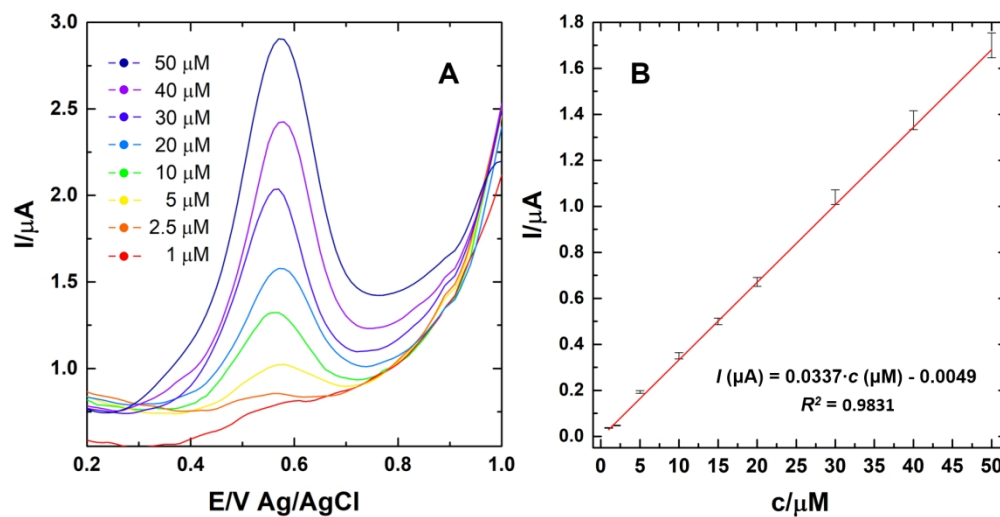 A
3.0
2.5
2.0
1.5
1.0
I/µA
50 µM
40 µM
30 µM
20 µM
10 µM
5 µM
2.5 µM
1 µM
0.2 0.4 0.6 0.8 1.0
E/V Ag/AgCl
B
1.8
1.6
1.4
1.2
1.0
0.8
0.6
0.4
0.2
0.0
I/µA
I (µA) = 0.0337·c (µM) - 0.0049
R² = 0.9831
0 5 10 15 20 25 30 35 40 45 50
c/µM